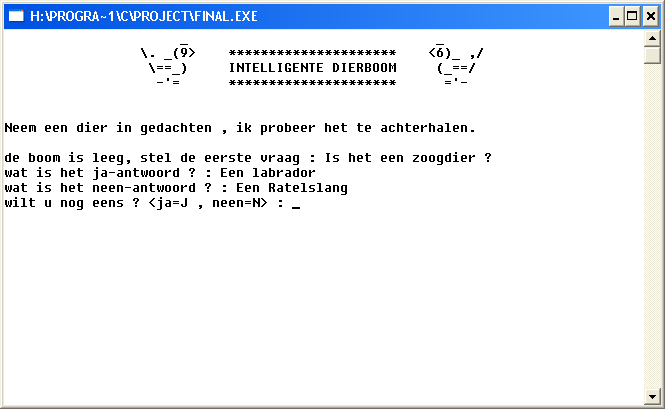 H:\PROGRA~1\C\PROJECT\FINAL.EXE
_ _
\. _(9> ********************* <6)_ ,/
\==_) INTELLIGENTE DIERBOOM (_==/
-'= ********************* ='-
Neem een dier in gedachten , ik probeer het te achterhalen.
de boom is leeg, stel de eerste vraag : Is het een zoogdier ?
wat is het ja-antwoord ? : Een labrador
wat is het neen-antwoord ? : Een Ratelslang
wilt u nog eens ? <ja=J , neen=N> : _